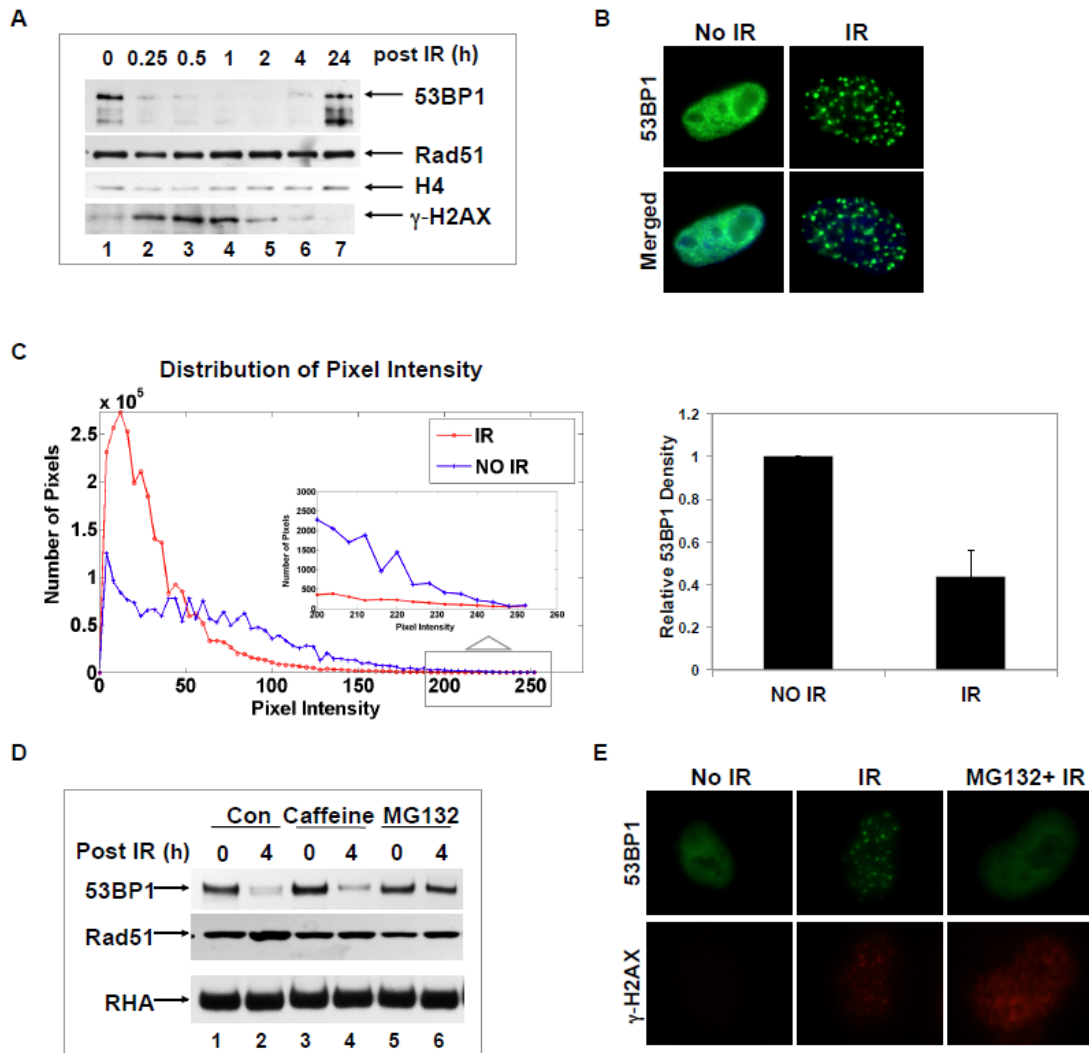 A
0 0.25 0.5 1 2 4 24 post IR (h)
53BP1
Rad51
H4
γ-H2AX
1 2 3 4 5 6 7
B
No IR IR
53BP1
Merged
C
Distribution of Pixel Intensity
× 10^5
2.5
2
1.5
1
0.5
0
Number of Pixels
0 50 100 150 200 250
Pixel Intensity
IR
NO IR
3000
2500
2000
1500
1000
500
0
Number of Pixels
200 210 220 230 240 250 260
Pixel Intensity
1.2
1
0.8
0.6
0.4
0.2
0
Relative 53BP1 Density
NO IR IR
D
Con Caffeine MG132
Post IR (h) 0 4 0 4 0 4
53BP1
Rad51
RHA
1 2 3 4 5 6
E
No IR IR MG132+ IR
53BP1
γ-H2AX